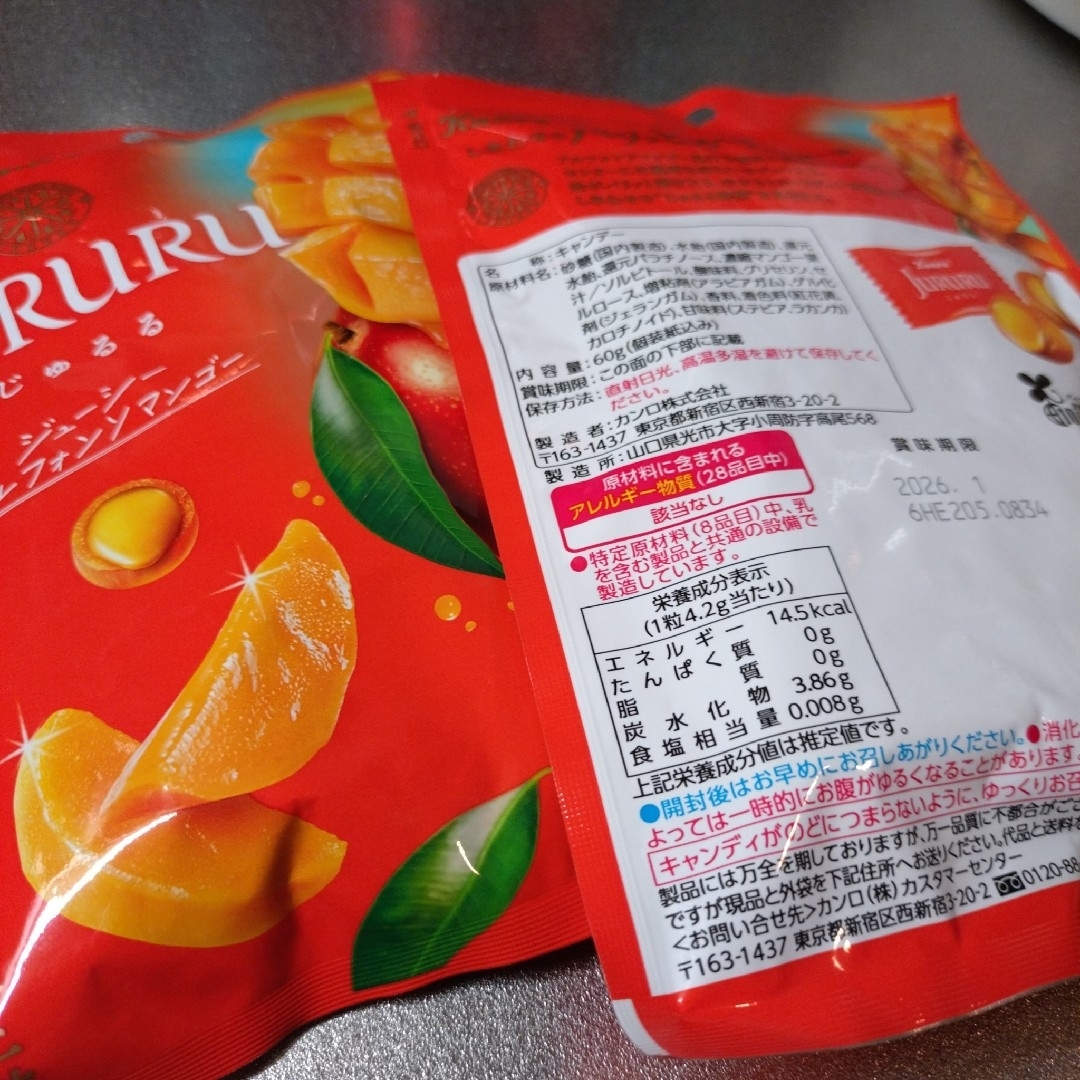 RURU
じゅるる
ジューシー
ルフォンソマンゴー
名称:キャンデー
原材料名:砂糖(国内製造)、水飴(国内製造)、還元
水飴、還元パラチノース、濃縮マンゴー果
汁/ソルビトール、酸味料、グリセリン、セ
ルロース、増粘剤(アラビアガム)、ゲル化
剤(ジェランガム)、香料、着色料(紅花黄、
カロチノイド)、甘味料(ステビア、ラカンカ)
内容量:60g(個装紙込み)
賞味期限:この面の下部に記載
保存方法:直射日光、高温多湿を避けて保存してく
ださい。
製造者:カンロ株式会社
〒163-1437 東京都新宿区西新宿3-20-2
製造所:山口県光市大字小周防字高尾568
JURURU
原材料に含まれる
アレルギー物質(28品目中)
該当なし
●特定原材料(8品目)中、乳
を含む製品と共通の設備で
製造しています。
賞味期限
2026. 1
6HE205.0834
栄養成分表示
(1粒4.2g当たり)
エネルギー 14.5kcal
たんぱく質 0g
脂質 0g
炭水化物 3.86g
食塩相当量 0.008g
上記栄養成分値は推定値です。
●開封後はお早めにお召しあがりください。●消化
よっては一時的にお腹がゆるくなることがあります。
キャンディがのどにつまらないように、ゆっくりお召
製品には万全を期しておりますが、万一品質に不都合がござ
ですが現品と外袋を下記住所へお送りください。代品と送料を
<お問い合せ先>カンロ(株)カスタマーセンター
〒163-1437 東京都新宿区西新宿3-20-2 0120-88